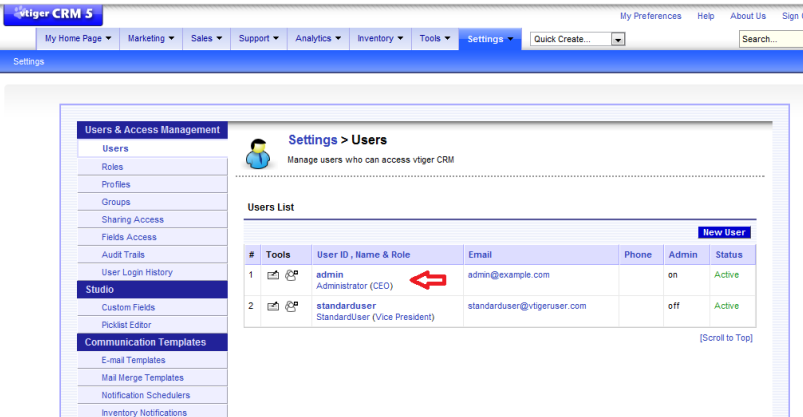 vtiger CRM 5
My Preferences Help About Us Sign
My Home Page Marketing Sales Support Analytics Inventory Tools Settings Quick Create... Search...
Settings
Users & Access Management
Users
Roles
Profiles
Groups
Sharing Access
Fields Access
Audit Trails
User Login History
Studio
Custom Fields
Picklist Editor
Communication Templates
E-mail Templates
Mail Merge Templates
Notification Schedulers
Inventory Notifications
Settings > Users
Manage users who can access vtiger CRM
Users List
New User
# Tools User ID , Name & Role Email Phone Admin Status
1 admin admin@example.com on Active
Administrator (CEO)
2 standarduser standarduser@vtigeruser.com off Active
StandardUser (Vice President)
[Scroll to Top]